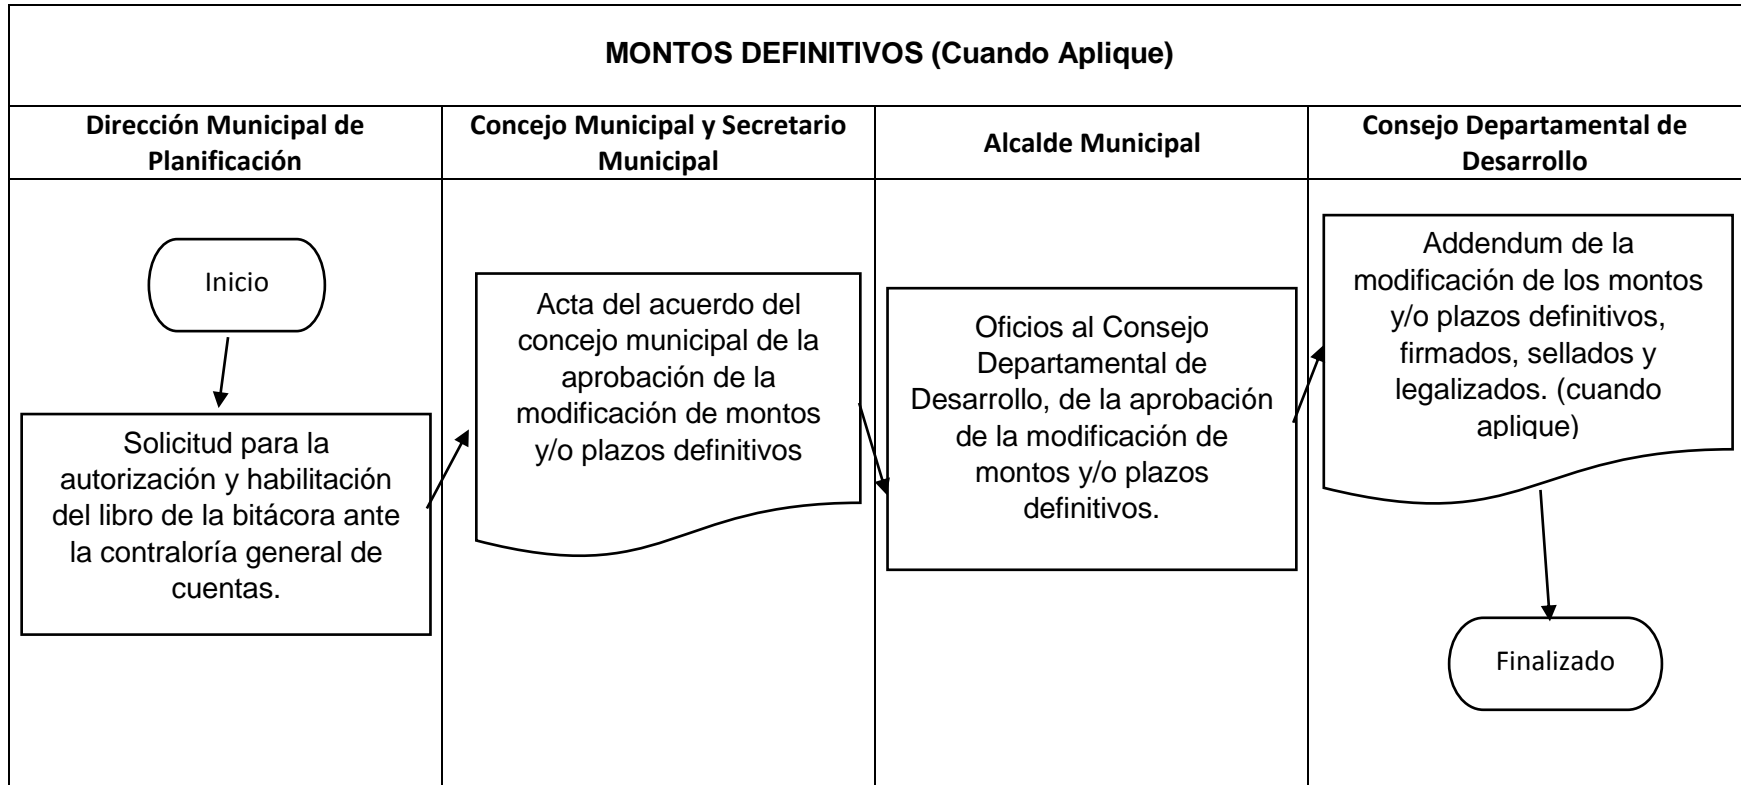 MONTOS DEFINITIVOS (Cuando Aplique)
Dirección Municipal de
Planificación
Concejo Municipal y Secretario
Municipal
Alcalde Municipal
Consejo Departamental de
Desarrollo
Inicio
Solicitud para la
autorización y habilitación
del libro de la bitácora ante
la contraloría general de
cuentas.
Acta del acuerdo del
concejo municipal de la
aprobación de la
modificación de montos
y/o plazos definitivos
Oficios al Consejo
Departamental de
Desarrollo, de la aprobación
de la modificación de
montos y/o plazos
definitivos.
Addendum de la
modificación de los montos
y/o plazos definitivos,
firmados, sellados y
legalizados. (cuando
aplique)
Finalizado